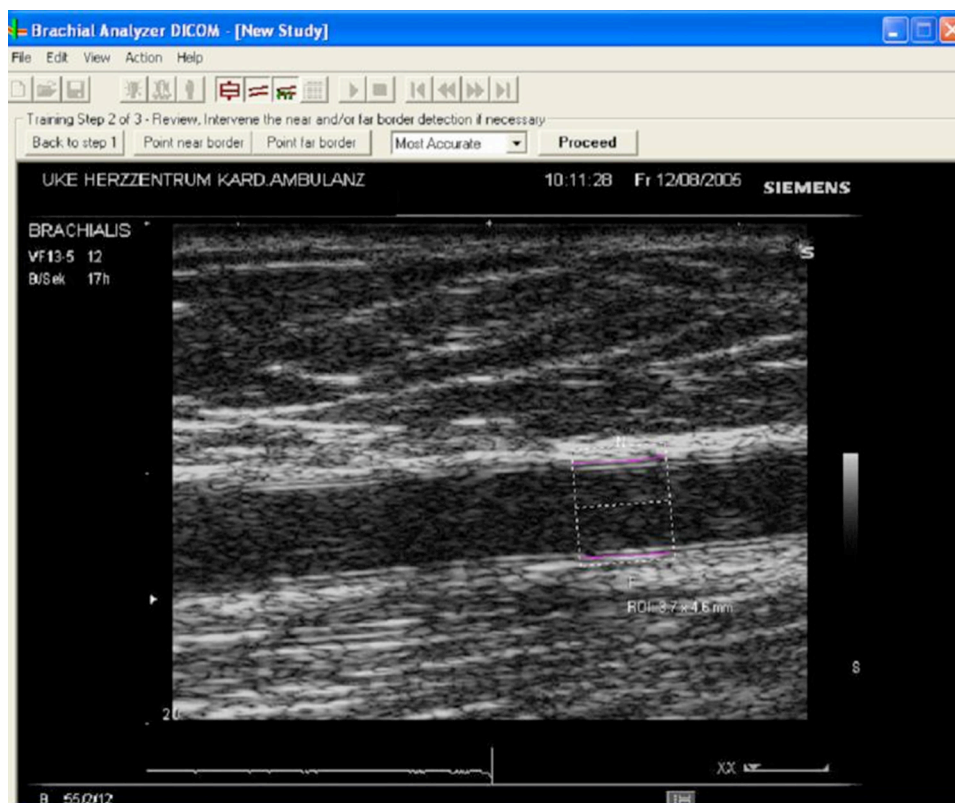 Brachial Analyzer DICOM - [New Study]
File Edit View Action Help
Training Step 2 of 3 - Review, Intervene the near and/or far border detection if necessary
Back to step 1 Point near border Point far border Most Accurate Proceed
UKE HERZZENTRUM KARD.AMBULANZ 10:11:28 Fr 12/08/2005 SIEMENS
BRACHIALIS
VF13-5 12
B/Sek 17h
S
N
F
ROI: 3.7 x 4.6 mm
S
XX
B